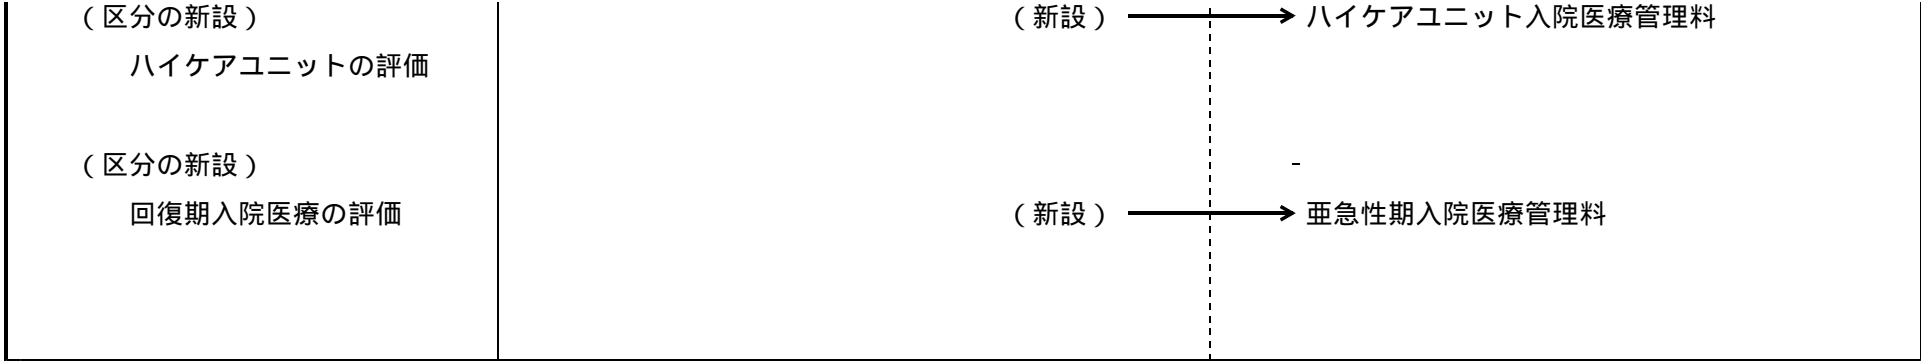 （区分の新設）
ハイケアユニットの評価
（新設） → ハイケアユニット入院医療管理料
（区分の新設）
-
回復期入院医療の評価
（新設） → 亜急性期入院医療管理料